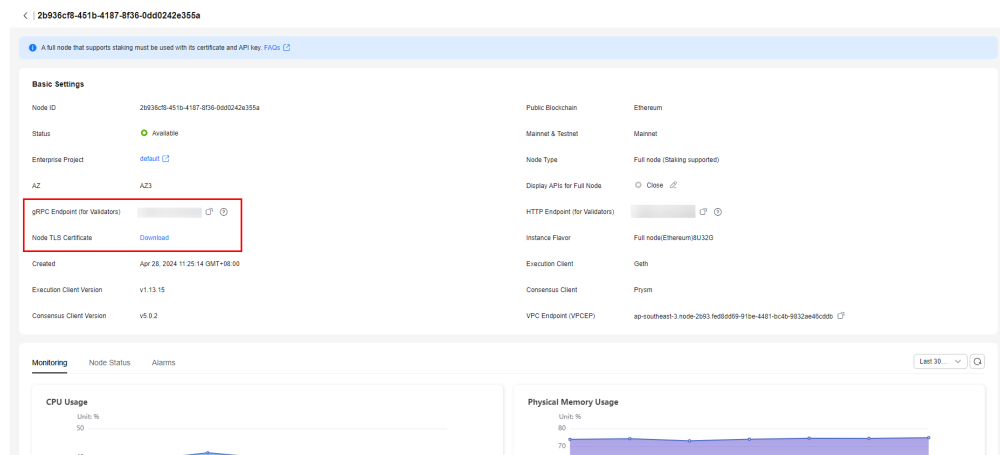 2b936cf8-451b-4187-8f36-0dd0242e355a
A full node that supports staking must be used with its certificate and API key. FAQs
Basic Settings
Node ID 2b936cf8-451b-4187-8f36-0dd0242e355a Public Blockchain Ethereum
Status Available Mainnet & Testnet Mainnet
Enterprise Project default Node Type Full node (Staking supported)
AZ AZ3 Display APIs for Full Node Close
gRPC Endpoint (for Validators) HTTP Endpoint (for Validators)
Node TLS Certificate Download Instance Flavor Full node(Ethereum)8U32G
Created Apr 28, 2024 11:25:14 GMT+08:00 Execution Client Geth
Execution Client Version v1.13.15 Consensus Client Prysm
Consensus Client Version v5.0.2 VPC Endpoint (VPCEP) ap-southeast-3.node-2b93.fed8dd69-91be-4481-bc4b-9832ae46cddb
Monitoring Node Status Alarms Last 30...
CPU Usage Physical Memory Usage
Unit: % Unit: %
50 80
70